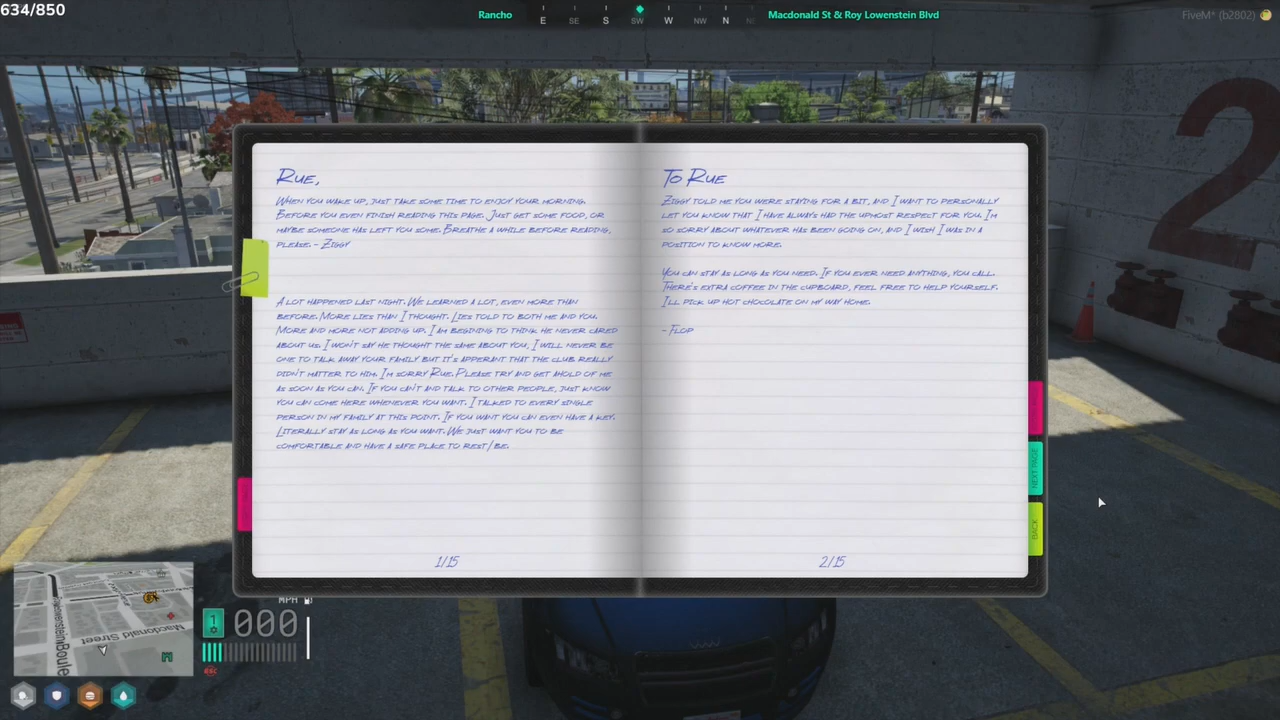 634/850
Rancho
E SE S SW W NW N
Macdonald St & Roy Lowenstein Blvd
FiveM* (b2802)
Rue,
When you wake up, just take some time to enjoy your morning.
Before you even finish reading this page. Just get some food, or
maybe someone has left you some. Breathe a while before reading,
please. - Ziggy
A lot happened last night. We learned a lot, even more than
before. More lies than I thought. Lies told to both me and you.
More and more not adding up. I am begining to think he never cared
about us. I won't say he thought the same about you, I will never be
one to talk away your family but it's apperant that the club really
didn't matter to him. I'm sorry Rue. Please try and get ahold of me
as soon as you can. If you can't and talk to other people, just know
you can come here whenever you want. I talked to every single
person in my family at this point. If you want you can even have a key.
Literally stay as long as you want. We just want you to be
comfortable and have a safe place to rest/be.
1/15
To Rue
Ziggy told me you were staying for a bit, and I want to personally
let you know that I have always had the upmost respect for you. I'm
so sorry about whatever has been going on, and I wish I was in a
position to know more.
You can stay as long as you need. If you ever need anything, you call.
There's extra coffee in the cupboard, feel free to help yourself.
I'll pick up hot chocolate on my way home.
- Flop
2/15
NEXT PAGE
BACK
2
MPH
1
000
ESC
Macdonald Street